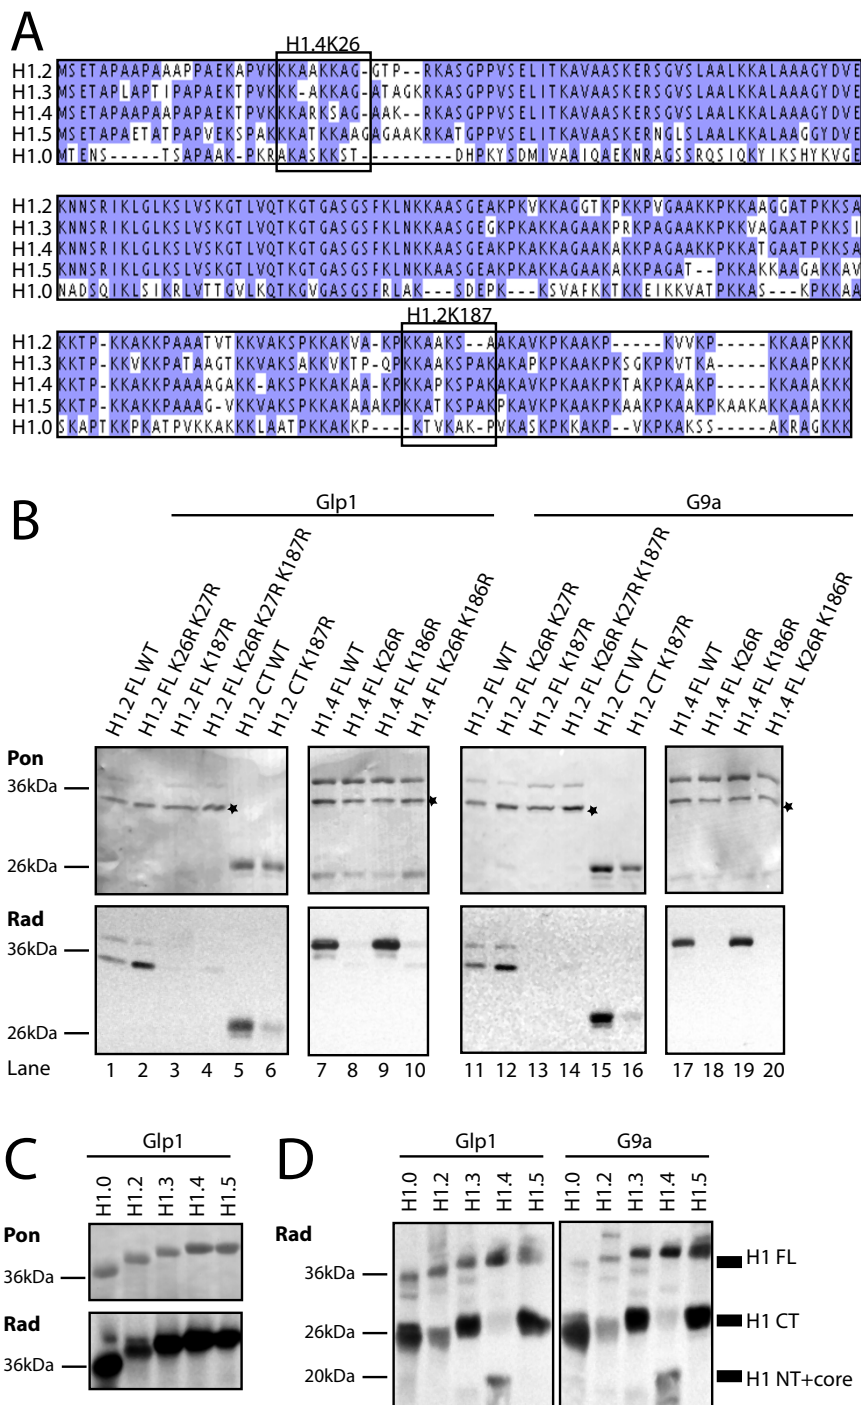 A
H1.4K26
H1.2 MSETAPAAPAAAPPAEKAPVKKKAAKKAG-GTP--RKASGPPVSELITKAVAASKERSGVSLAALKKALAAAGYDVE
H1.3 MSETAPLAPTIPAPAEKTPVKKK-AKKAG-ATAGKRKASGPPVSELITKAVAASKERSGVSLAALKKALAAAGYDVE
H1.4 MSETAPAAPAAPAPAEKTPVKKKARKSAG-AAK--RKASGPPVSELITKAVAASKERSGVSLAALKKALAAAGYDVE
H1.5 MSETAPAETATPAPVEKSPAKKKATKKAAGAGAAKRKATGPPVSELITKAVAASKERNGLSLAALKKALAAGGYDVE
H1.0 MTENS-----TSAPAAK-PKRAKASKKST--------DHPKYSDMIVAAIQAEKNRAGSSRQSIQKYIKSHYKVGE
H1.2 KNNSRIKLGLKSLVSKGTLVQTKGTGASGSFKLNKKAASGEAKPKVKKAGGTKPKKPVGAAKKPKKAAGGATPKKSA
H1.3 KNNSRIKLGLKSLVSKGTLVQTKGTGASGSFKLNKKAASGEGKPKAKKAGAAKPRKPAGAAKKPKKVAGAATPKKSI
H1.4 KNNSRIKLGLKSLVSKGTLVQTKGTGASGSFKLNKKAASGEAKPKAKKAGAAKAKKPAGAAKKPKKATGAATPKKSA
H1.5 KNNSRIKLGLKSLVSKGTLVQTKGTGASGSFKLNKKAASGEAKPKAKKAGAAKAKKPAGAT--PKKAKKAAGAKKAV
H1.0 NADSQIKLSIKRLVTTGVLKQTKGVGASGSFRLAK---SDEPK---KSVAFKKTKKEIKKVATPKKAS--KPKKAA
H1.2K187
H1.2 KKTP-KKAKKPAAATVTKKVAKSPKKAKVA-KPKKAAKS--AAKAVKPKAAKP-----KVVKP-----KKAAPKKK
H1.3 KKTP-KKVKKPATAAGTKKVAKSAKKVKTP-QPKKAAKSPAKAKAPKPKAAKPKSGKPKVTKA-----KKAAPKKK
H1.4 KKTP-KKAKKPAAAAGAKK-AKSPKKAKAA-KPKKAPKSPAKAKAVKPKAAKPKTAKPKAAKP-----KKAAAKKK
H1.5 KKTP-KKAKKPAAAG-VKKVAKSPKKAKAAAKPKKATKSPAKPKAVKPKAAKPKAAKPKAAKPKAAKAKKAAAKKK
H1.0 SKAPTKKPKATPVKKAKKKLAATPKKAKKP----KTVKAK-PVKASKPKKAKP--VKPKAKSS-----AKRAGKKK
B
Glp1 G9a
H1.2 FL WT
H1.2 FL K26R K27R
H1.2 FL K187R
H1.2 FL K26R K27R K187R
H1.2 CT WT
H1.2 CT K187R
H1.4 FL WT
H1.4 FL K26R
H1.4 FL K186R
H1.4 FL K26R K186R
H1.2 FL WT
H1.2 FL K26R K27R
H1.2 FL K187R
H1.2 FL K26R K27R K187R
H1.2 CT WT
H1.2 CT K187R
H1.4 FL WT
H1.4 FL K26R
H1.4 FL K186R
H1.4 FL K26R K186R
Pon
36kDa
26kDa
Rad
36kDa
26kDa
Lane 1 2 3 4 5 6 7 8 9 10 11 12 13 14 15 16 17 18 19 20
C
Glp1
H1.0 H1.2 H1.3 H1.4 H1.5
Pon
36kDa
Rad
36kDa
D
Glp1 G9a
H1.0 H1.2 H1.3 H1.4 H1.5 H1.0 H1.2 H1.3 H1.4 H1.5
Rad
36kDa
26kDa
20kDa
H1 FL
H1 CT
H1 NT+core